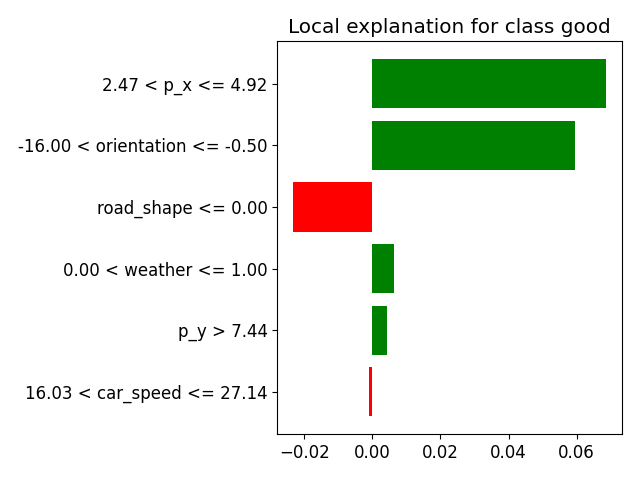 Local explanation for class good
2.47 < p_x <= 4.92
-16.00 < orientation <= -0.50
road_shape <= 0.00
0.00 < weather <= 1.00
p_y > 7.44
16.03 < car_speed <= 27.14
−0.02 0.00 0.02 0.04 0.06